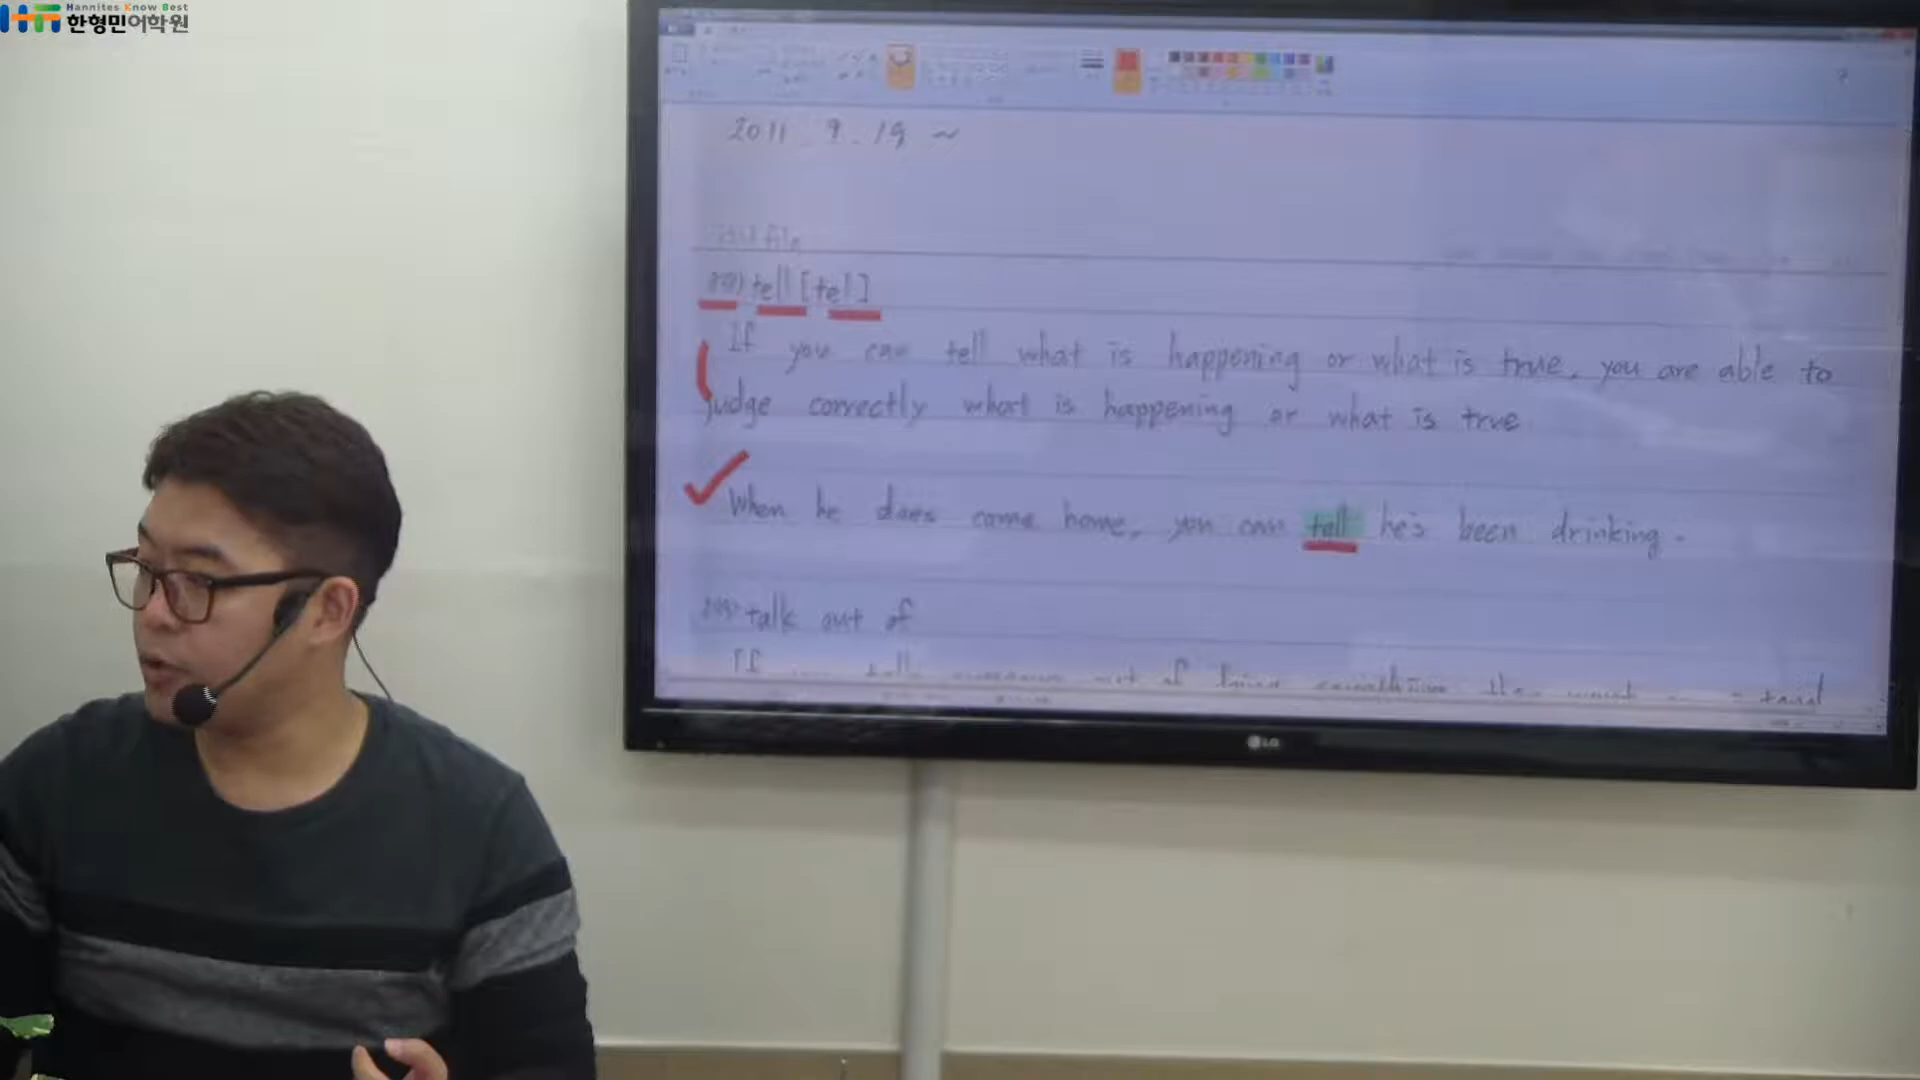 Hannites Know Best
한형민어학원
2011. 9. 19 ~
tell [tel]
If you can tell what is happening or what is true, you are able to
judge correctly what is happening or what is true
When he does come home, you can tell he's been drinking.
talk out of
If
LG